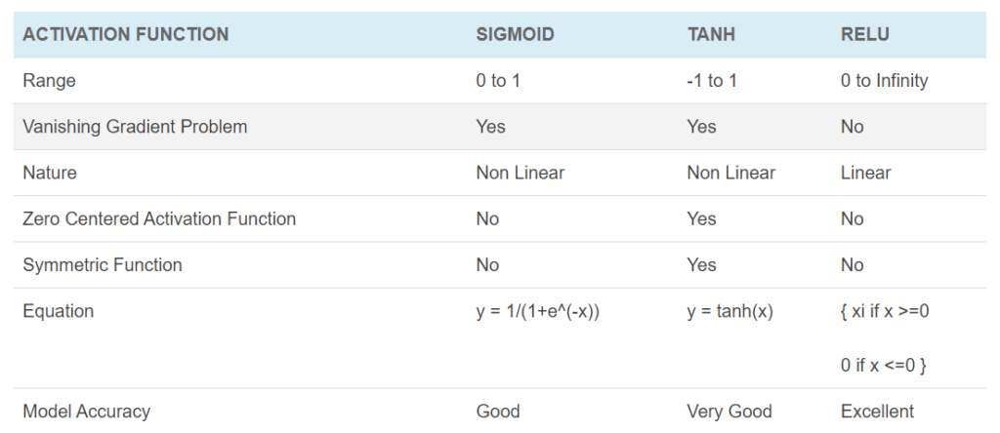 ACTIVATION FUNCTION SIGMOID TANH RELU
Range 0 to 1 -1 to 1 0 to Infinity
Vanishing Gradient Problem Yes Yes No
Nature Non Linear Non Linear Linear
Zero Centered Activation Function No Yes No
Symmetric Function No Yes No
Equation y = 1/(1+e^(-x)) y = tanh(x) { xi if x >=0
0 if x <=0 }
Model Accuracy Good Very Good Excellent